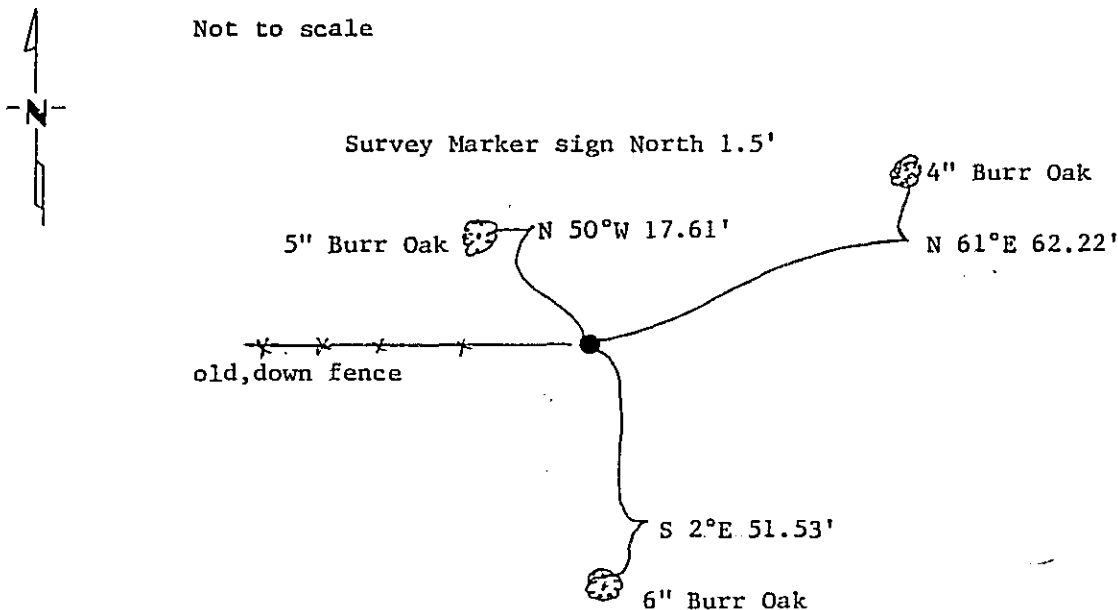 Not to scale
N
Survey Marker sign North 1.5'
4" Burr Oak
5" Burr Oak
N 50°W 17.61'
N 61°E 62.22'
old,down fence
S 2°E 51.53'
6" Burr Oak